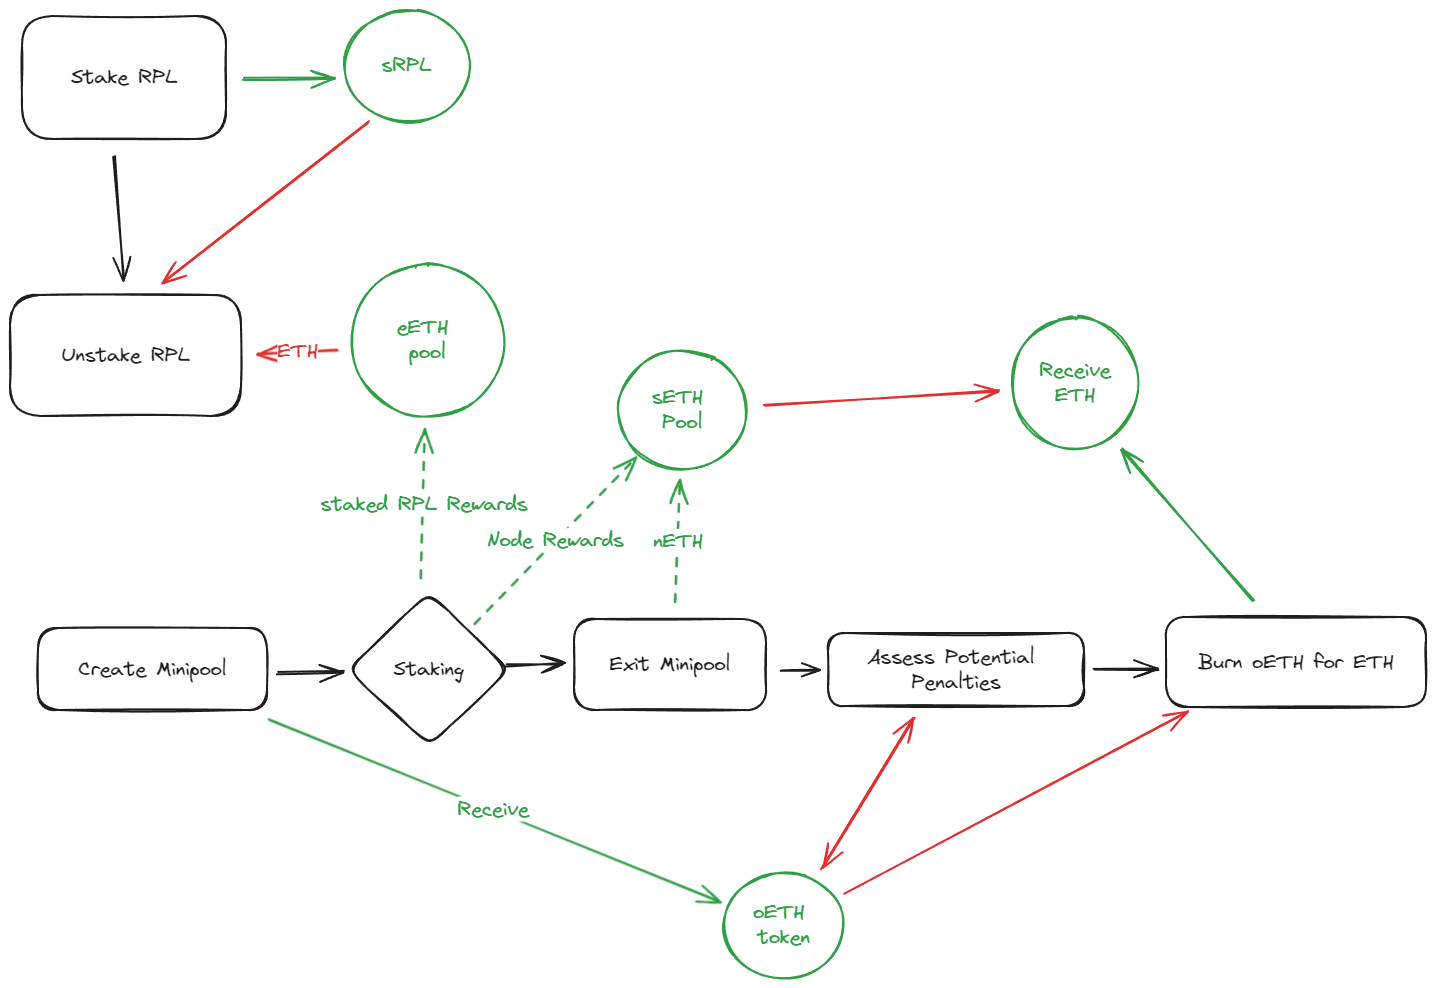 Stake RPL
sRPL
Unstake RPL
ETH
eETH
pool
sETH
Pool
Receive
ETH
staked RPL Rewards
Node Rewards
nETH
Create Minipool
Staking
Exit Minipool
Assess Potential
Penalties
Burn oETH for ETH
Receive
oETH
token